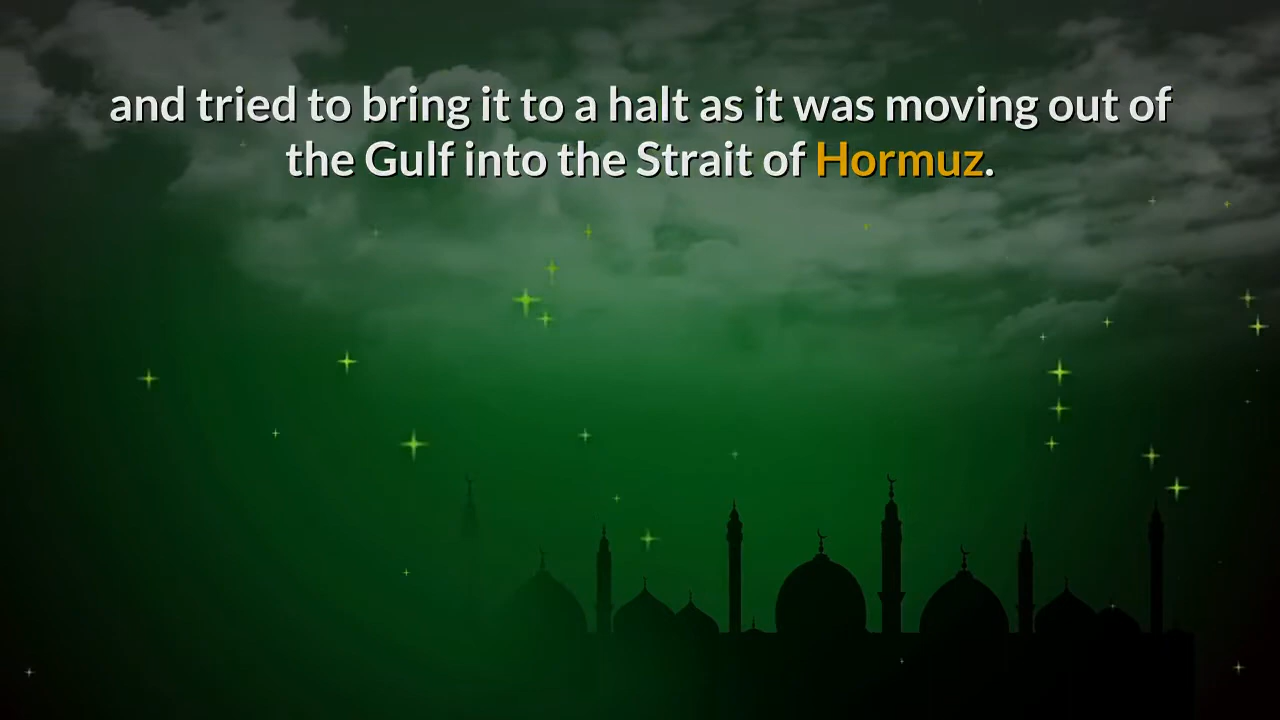 and tried to bring it to a halt as it was moving out of
the Gulf into the Strait of Hormuz.